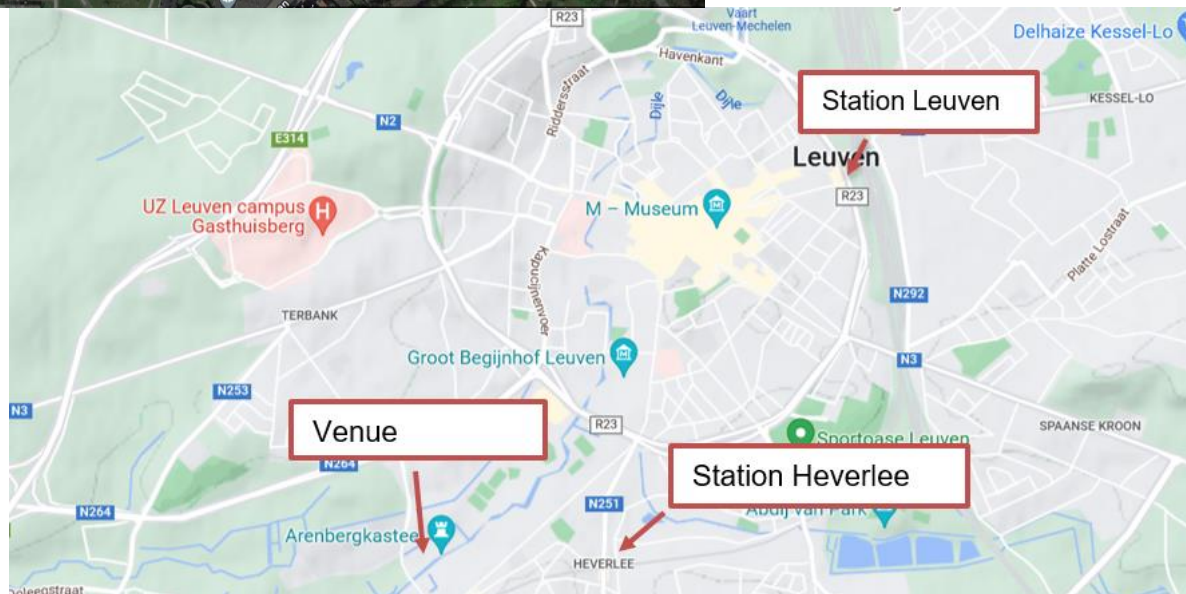 R23
Vaart
Leuven-Mechelen
Delhaize Kessel-Lo
Havenkant
Riddersstraat
Dijle
Dijle
Station Leuven
KESSEL-LO
N2
E314
Leuven
R23
UZ Leuven campus
Gasthuisberg
H
M – Museum
Platte Lostraat
Kapucijnenvoer
N292
TERBANK
Groot Begijnhof Leuven
N3
N253
N3
Venue
R23
Sportoase Leuven
SPAANSE KROON
N264
Station Heverlee
N264
N251
Abdij van Park
Arenbergkasteel
HEVERLEE